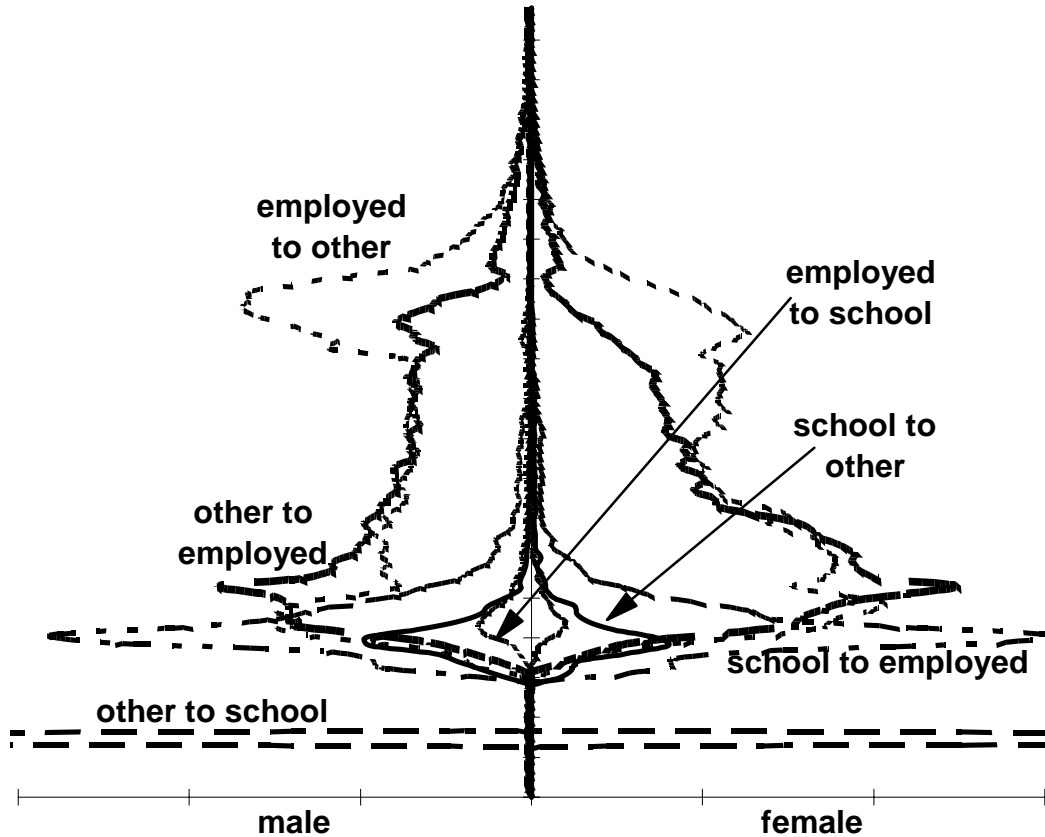 employed
to other
employed
to school
school to
other
other to
employed
school to employed
other to school
male
female